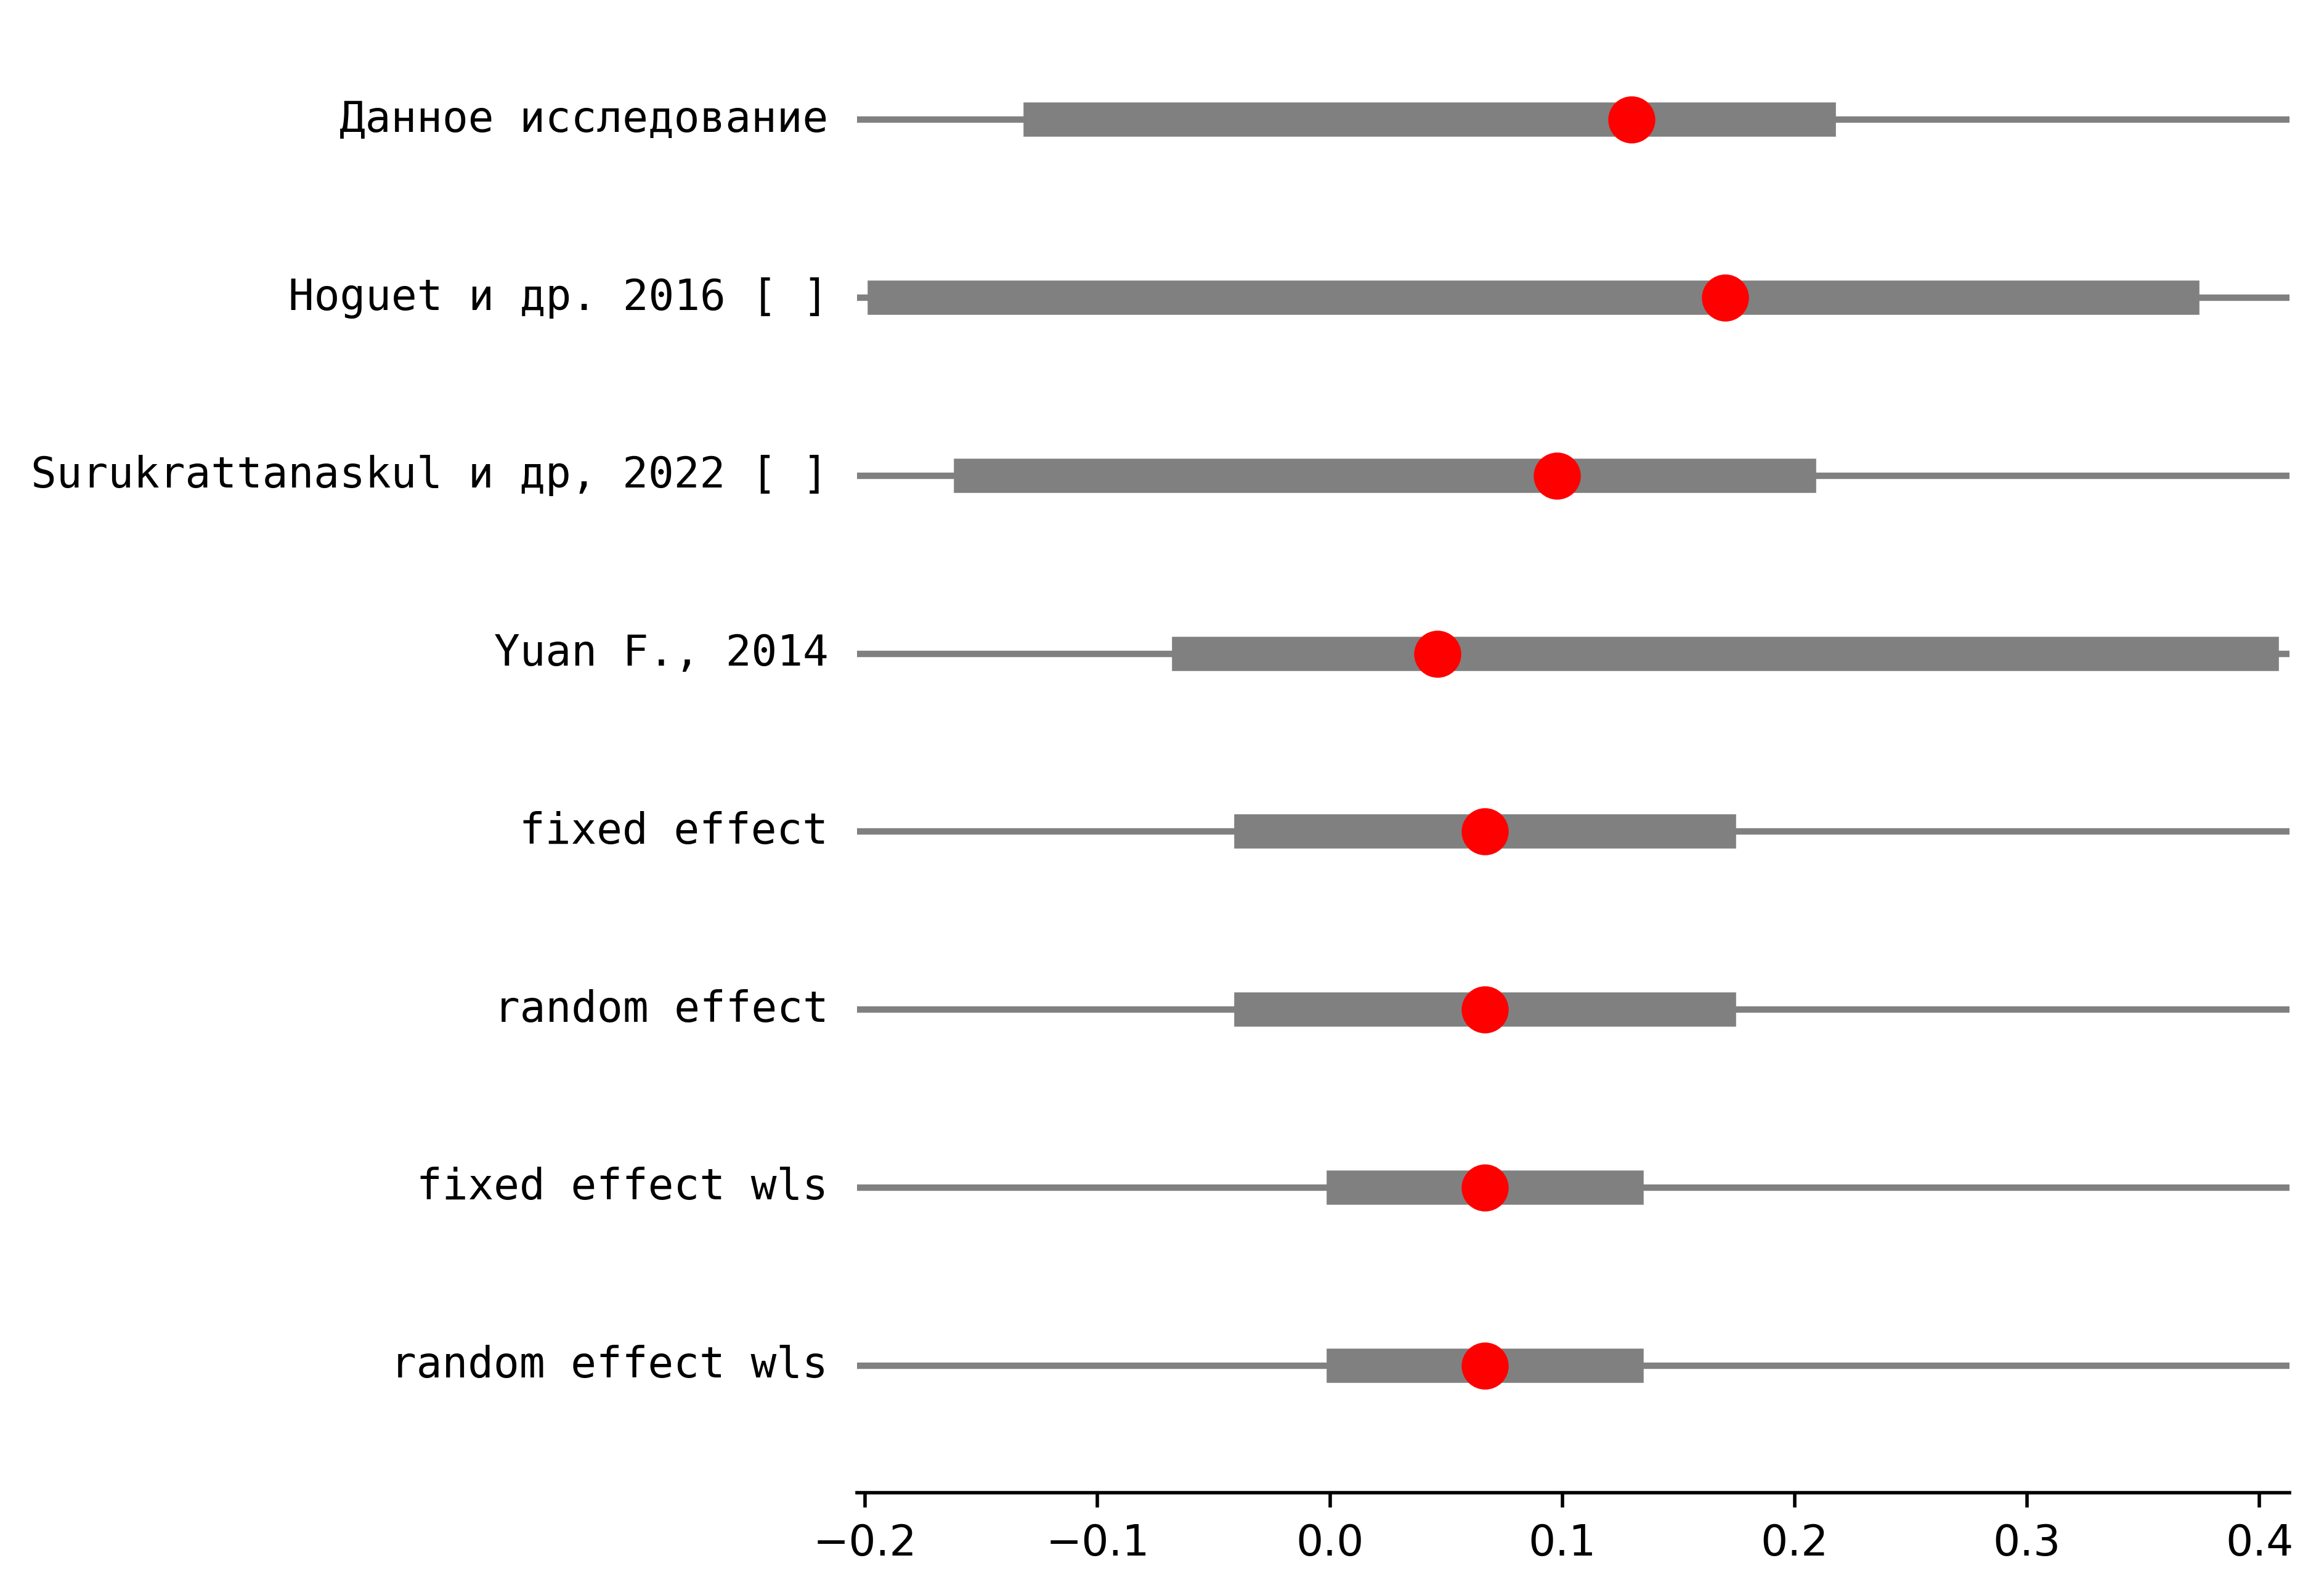 Данное исследование
Hoguet и др. 2016 [ ]
Surukrattanaskul и др, 2022 [ ]
Yuan F., 2014
fixed effect
random effect
fixed effect wls
random effect wls
−0.2 −0.1 0.0 0.1 0.2 0.3 0.4